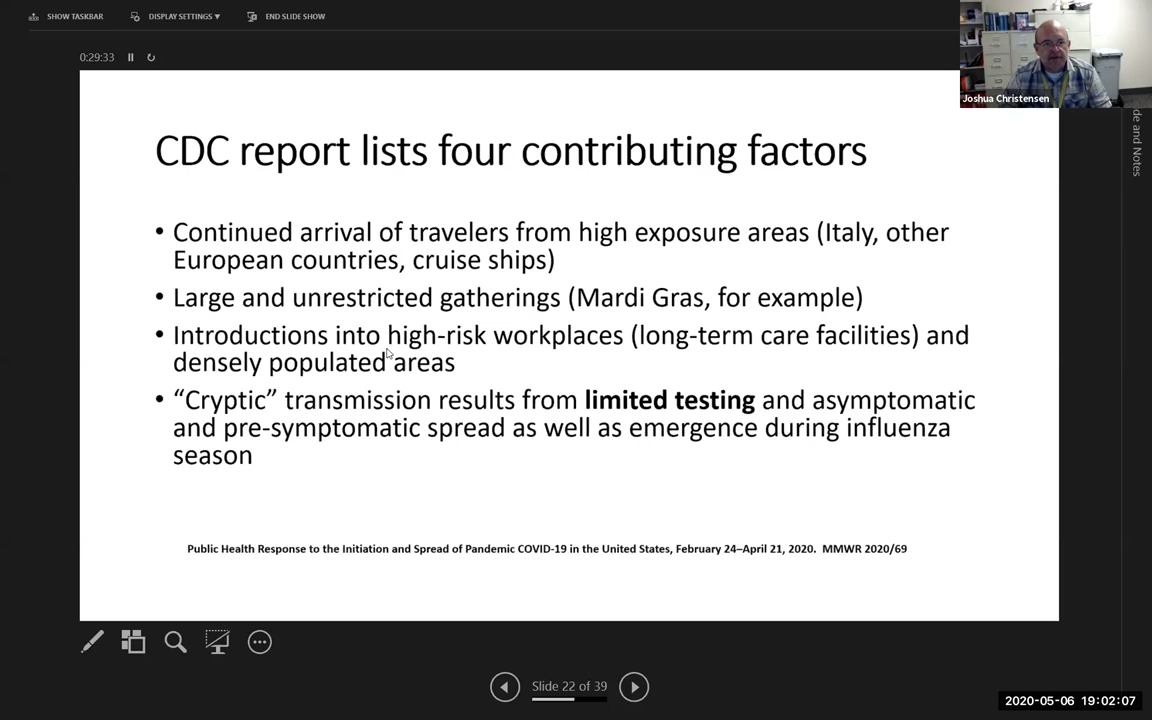 SHOW TASKBAR
DISPLAY SETTINGS ▼
END SLIDE SHOW
0:29:33
Joshua Christensen
de and Notes
CDC report lists four contributing factors
• Continued arrival of travelers from high exposure areas (Italy, other
European countries, cruise ships)
• Large and unrestricted gatherings (Mardi Gras, for example)
• Introductions into high-risk workplaces (long-term care facilities) and
densely populated areas
• “Cryptic” transmission results from limited testing and asymptomatic
and pre-symptomatic spread as well as emergence during influenza
season
Public Health Response to the Initiation and Spread of Pandemic COVID-19 in the United States, February 24–April 21, 2020. MMWR 2020/69
Slide 22 of 39
2020-05-06 19:02:07